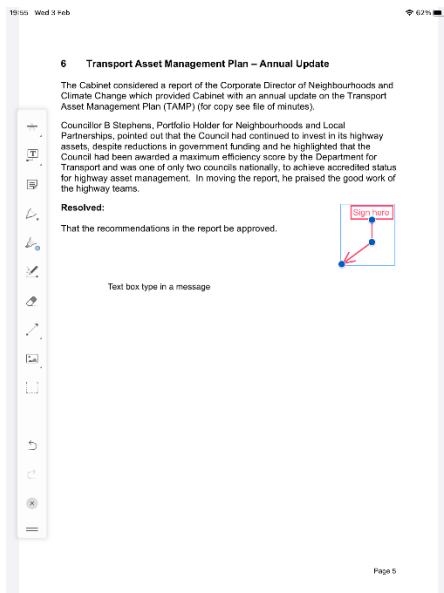 19:55 Wed 3 Feb
62%
6 Transport Asset Management Plan – Annual Update
The Cabinet considered a report of the Corporate Director of Neighbourhoods and
Climate Change which provided Cabinet with an annual update on the Transport
Asset Management Plan (TAMP) (for copy see file of minutes).
Councillor B Stephens, Portfolio Holder for Neighbourhoods and Local
Partnerships, pointed out that the Council had continued to invest in its highway
assets, despite reductions in government funding and he highlighted that the
Council had been awarded a maximum efficiency score by the Department for
Transport and was one of only two councils nationally, to achieve accredited status
for highway asset management. In moving the report, he praised the good work of
the highway teams.
Resolved:
Sign here
That the recommendations in the report be approved.
Text box type in a message
Page 5